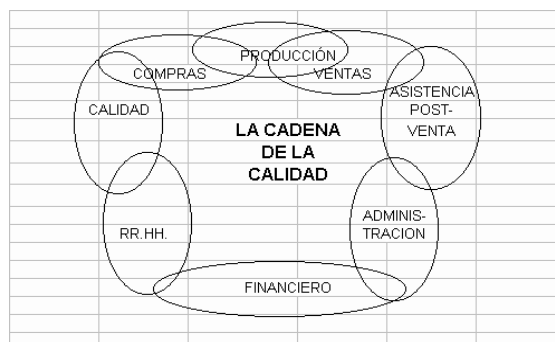 PRODUCCIÓN
COMPRAS
VENTAS
CALIDAD
ASISTENCIA
POST-
VENTA
LA CADENA
DE LA
CALIDAD
RR.HH.
ADMINIS-
TRACION
FINANCIERO